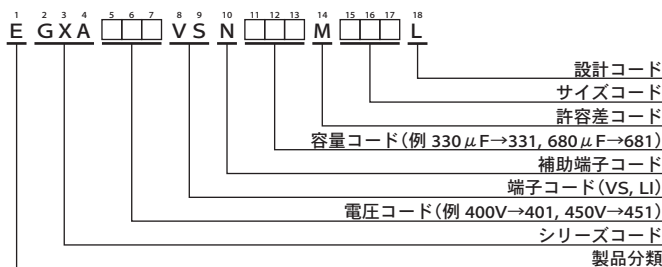 1 2 3 4 5 6 7 8 9 10 11 12 13 14 15 16 17 18
E GXA □□□ VS N □□□ M □□□ L
設計コード
サイズコード
許容差コード
容量コード(例 330μF→331, 680μF→681)
補助端子コード
端子コード(VS, LI)
電圧コード(例 400V→401, 450V→451)
シリーズコード
製品分類